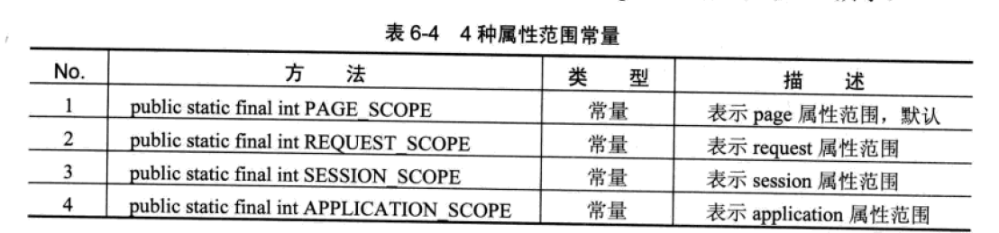 表 6-4 4 种属性范围常量
No. 方 法 类 型 描 述
1 public static final int PAGE_SCOPE 常量 表示 page 属性范围，默认
2 public static final int REQUEST_SCOPE 常量 表示 request 属性范围
3 public static final int SESSION_SCOPE 常量 表示 session 属性范围
4 public static final int APPLICATION_SCOPE 常量 表示 application 属性范围